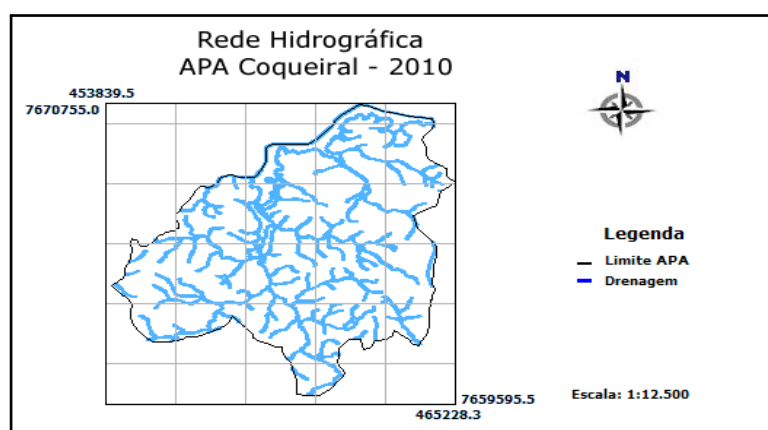 Rede Hidrográfica
APA Coqueiral - 2010
453839.5
7670755.0
N
Legenda
Limite APA
Drenagem
Escala: 1:12.500
7659595.5
465228.3